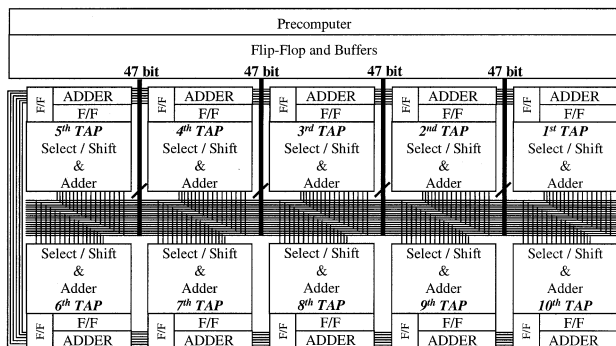 Precomputer
Flip-Flop and Buffers
47 bit 47 bit 47 bit 47 bit
F/F ADDER F/F ADDER F/F ADDER F/F ADDER F/F ADDER
F/F F/F F/F F/F F/F
5th TAP 4th TAP 3rd TAP 2nd TAP 1st TAP
Select / Shift Select / Shift Select / Shift Select / Shift Select / Shift
& & & & &
Adder Adder Adder Adder Adder
Select / Shift Select / Shift Select / Shift Select / Shift Select / Shift
& & & & &
Adder Adder Adder Adder Adder
6th TAP 7th TAP 8th TAP 9th TAP 10th TAP
F/F F/F F/F F/F F/F
F/F ADDER F/F ADDER F/F ADDER F/F ADDER F/F ADDER